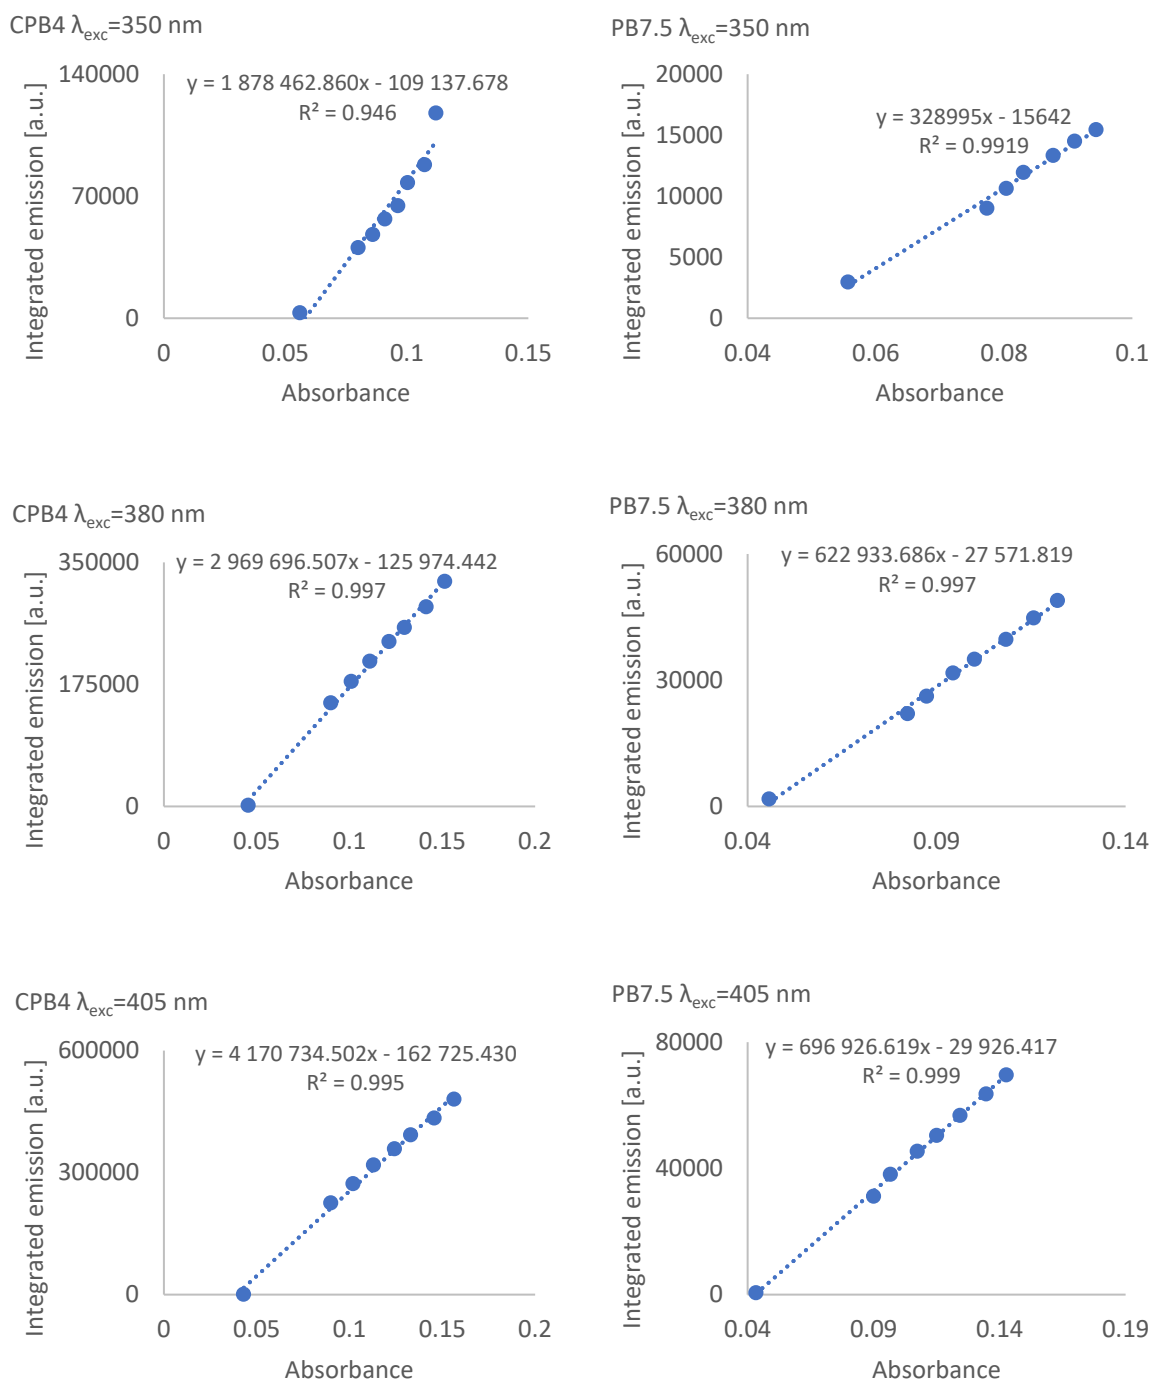 CPB4 λexc=350 nm
140000
70000
0
0
0.05
0.1
0.15
Integrated emission [a.u.]
Absorbance
y = 1 878 462.860x - 109 137.678
R² = 0.946
PB7.5 λexc=350 nm
20000
15000
10000
5000
0
0.04
0.06
0.08
0.1
Integrated emission [a.u.]
Absorbance
y = 328995x - 15642
R² = 0.9919
CPB4 λexc=380 nm
350000
175000
0
0
0.05
0.1
0.15
0.2
Integrated emission [a.u.]
Absorbance
y = 2 969 696.507x - 125 974.442
R² = 0.997
PB7.5 λexc=380 nm
60000
30000
0
0.04
0.09
0.14
Integrated emission [a.u.]
Absorbance
y = 622 933.686x - 27 571.819
R² = 0.997
CPB4 λexc=405 nm
600000
300000
0
0
0.05
0.1
0.15
0.2
Integrated emission [a.u.]
Absorbance
y = 4 170 734.502x - 162 725.430
R² = 0.995
PB7.5 λexc=405 nm
80000
40000
0
0.04
0.09
0.14
0.19
Integrated emission [a.u.]
Absorbance
y = 696 926.619x - 29 926.417
R² = 0.999